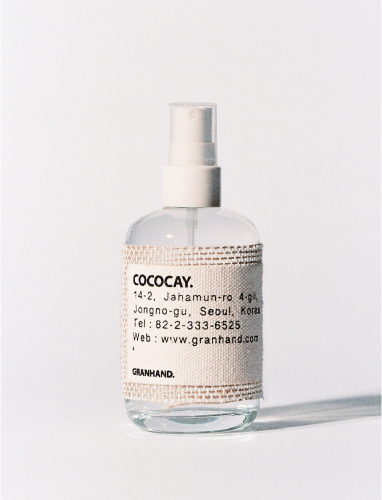 COCOCAY.
14-2, Jahamun-ro 4-gil,
Jongno-gu, Seoul, Korea
Tel : 82-2-333-6525
Web : www.granhand.com
GRANHAND.